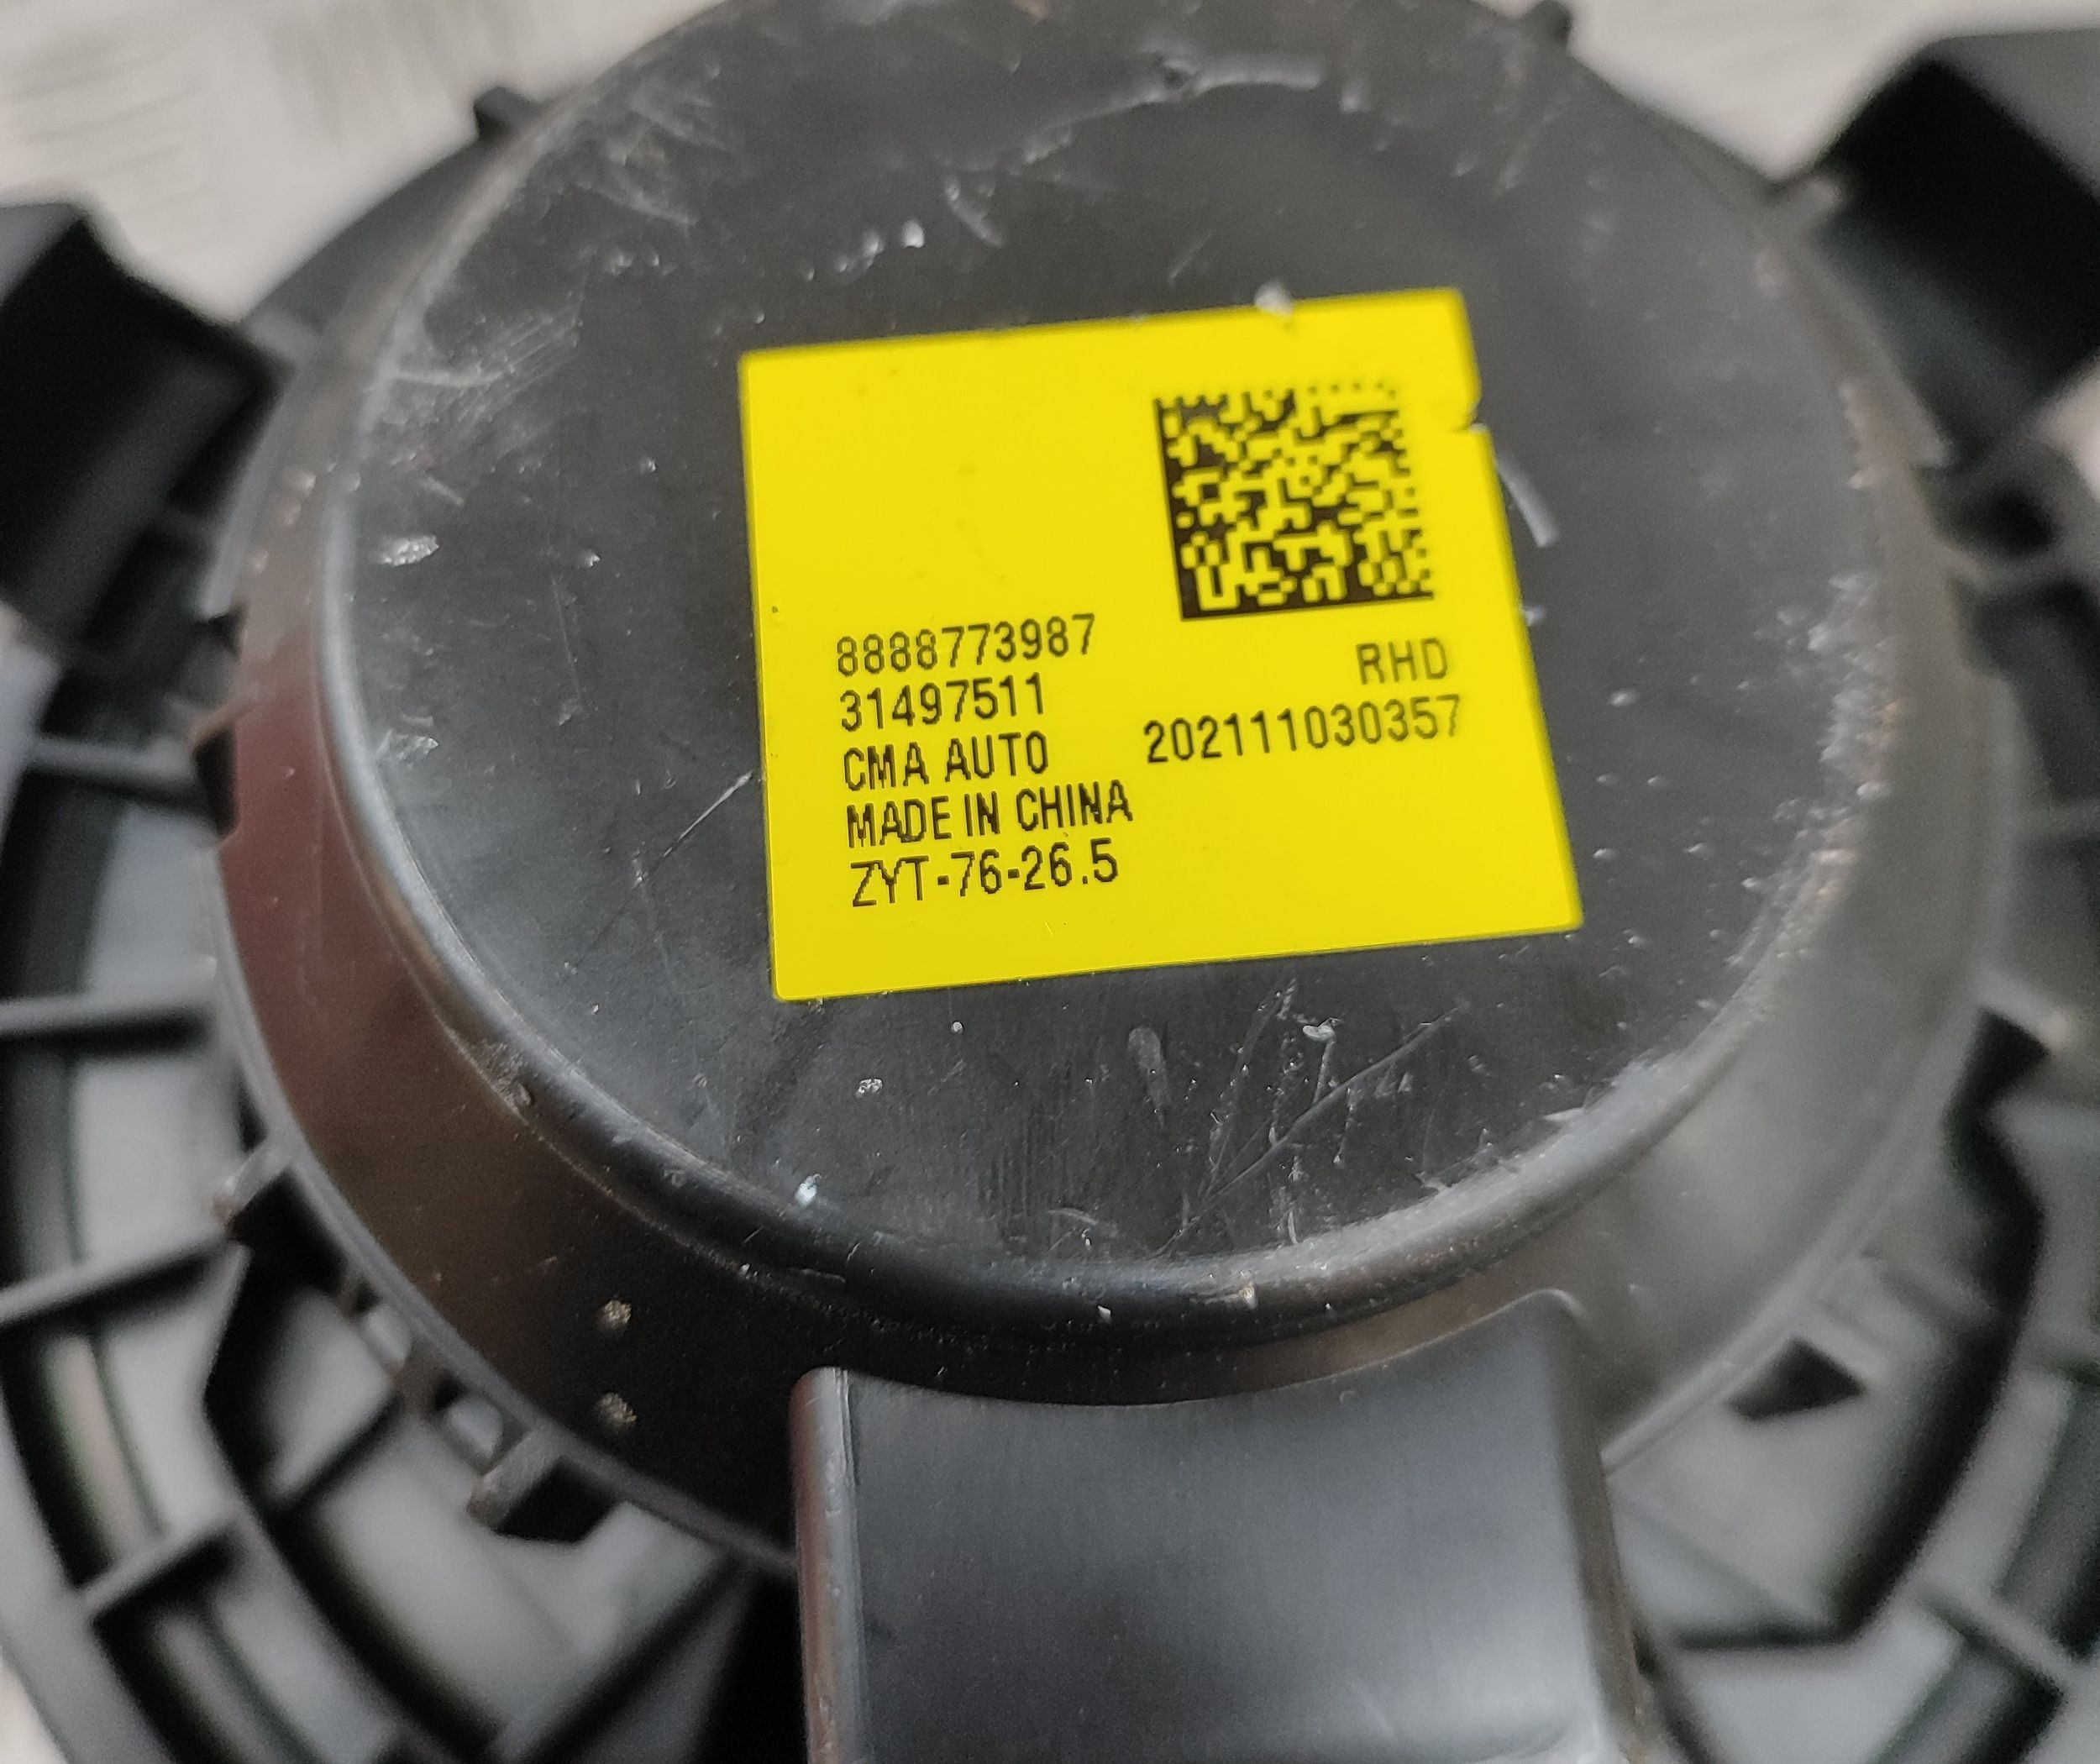 8888773987
31497511
RHD
CMA AUTO
202111030357
MADE IN CHINA
ZYT-76-26.5